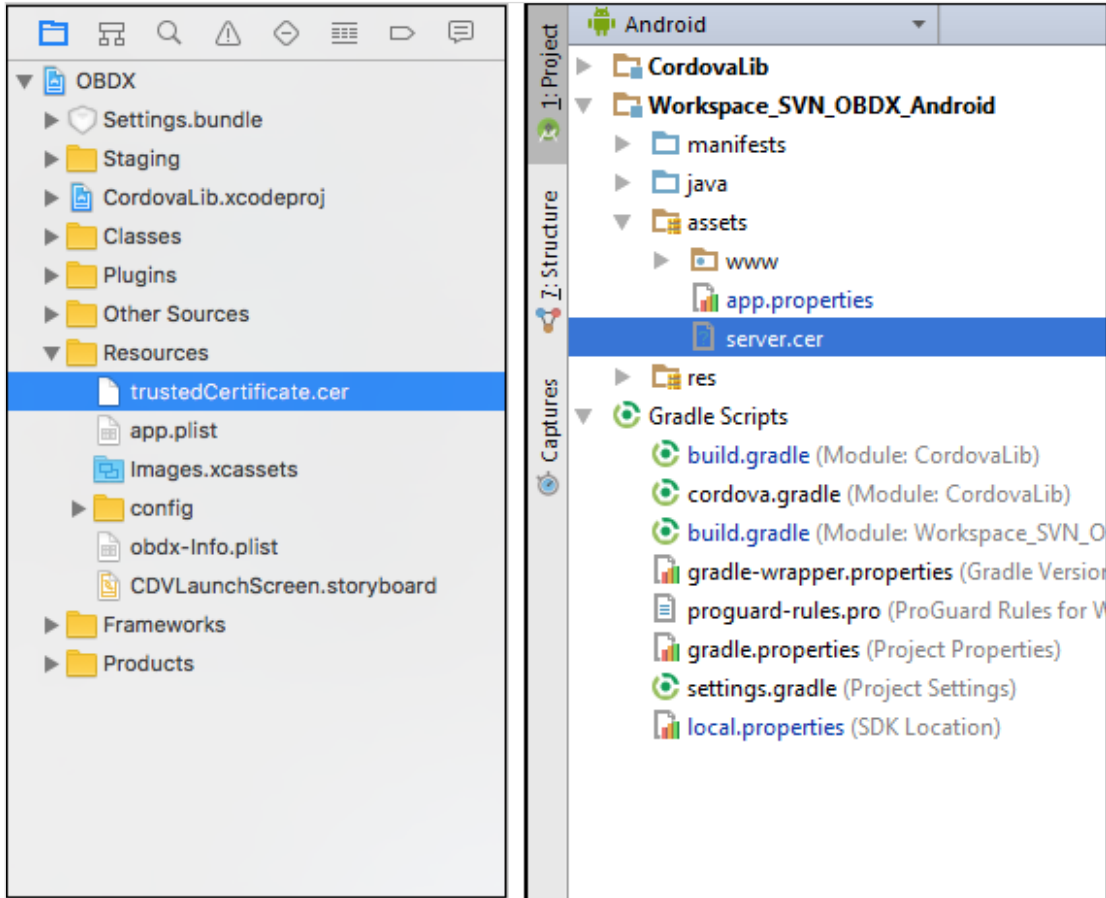 OBDX
Settings.bundle
Staging
CordovaLib.xcodeproj
Classes
Plugins
Other Sources
Resources
trustedCertificate.cer
app.plist
Images.xcassets
config
obdx-Info.plist
CDVLaunchScreen.storyboard
Frameworks
Products
1: Project
7: Structure
Captures
Android
CordovaLib
Workspace_SVN_OBDX_Android
manifests
java
assets
www
app.properties
server.cer
res
Gradle Scripts
build.gradle (Module: CordovaLib)
cordova.gradle (Module: CordovaLib)
build.gradle (Module: Workspace_SVN_O
gradle-wrapper.properties (Gradle Version
proguard-rules.pro (ProGuard Rules for W
gradle.properties (Project Properties)
settings.gradle (Project Settings)
local.properties (SDK Location)